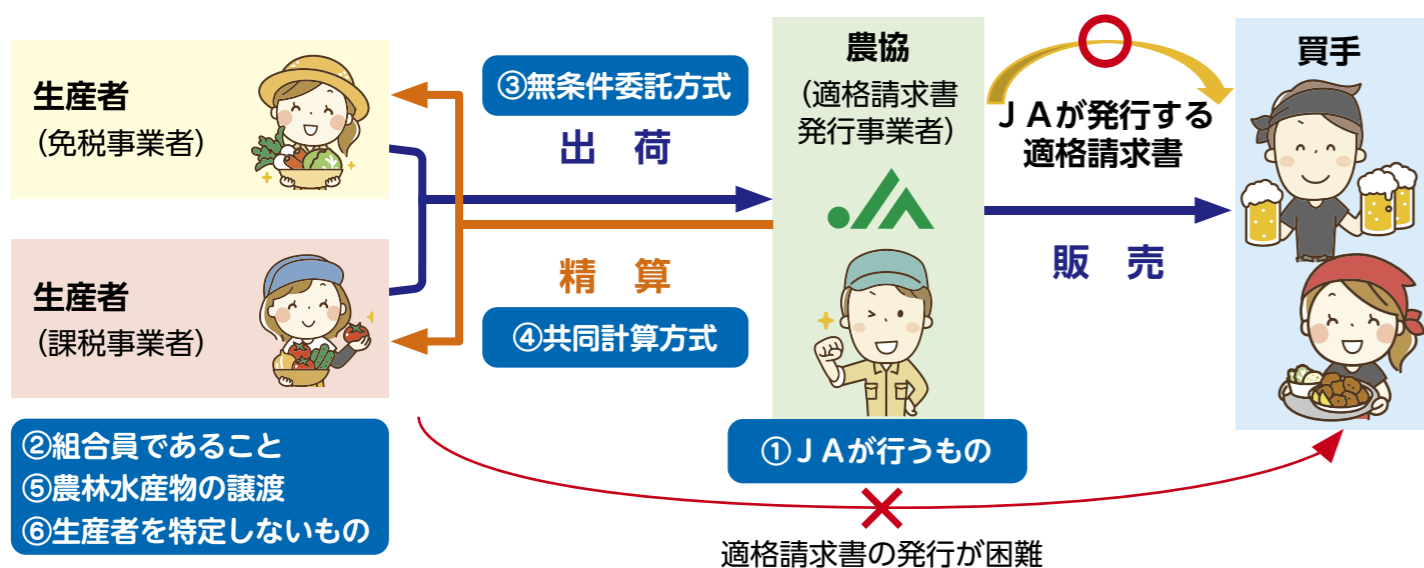 生産者
(免税事業者)
生産者
(課税事業者)
②組合員であること
⑤農林水産物の譲渡
⑥生産者を特定しないもの
③無条件委託方式
出 荷
精 算
④共同計算方式
農協
(適格請求書
発行事業者)
JA
①ＪＡが行うもの
ＪＡが発行する
適格請求書
販 売
買手
適格請求書の発行が困難